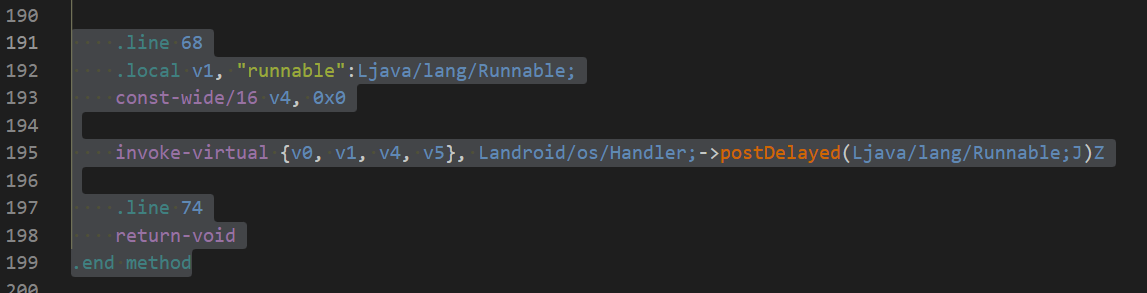 190
191 .line 68
192 .local v1, "runnable":Ljava/lang/Runnable;
193 const-wide/16 v4, 0x0
194
195 invoke-virtual {v0, v1, v4, v5}, Landroid/os/Handler;->postDelayed(Ljava/lang/Runnable;J)Z
196
197 .line 74
198 return-void
199 .end method
200